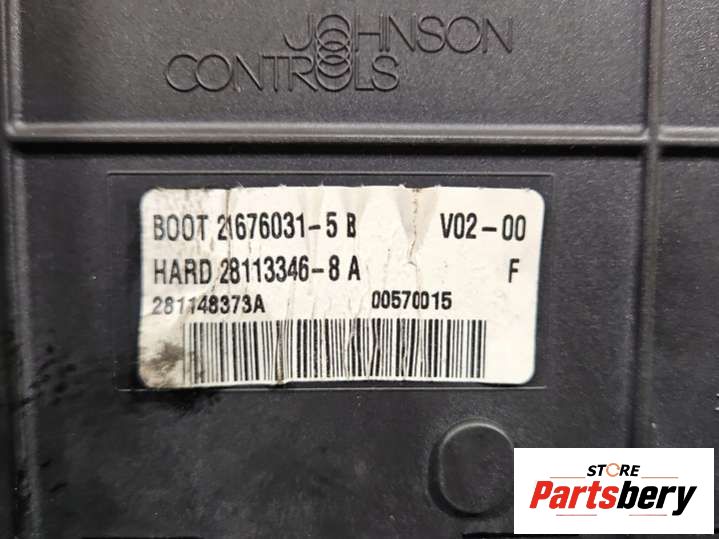 JOHNSON
CONTROLS
BOOT 21676031-5 B V02-00
HARD 28113346-8 A F
281148373A 00570015
STORE
Partsbery